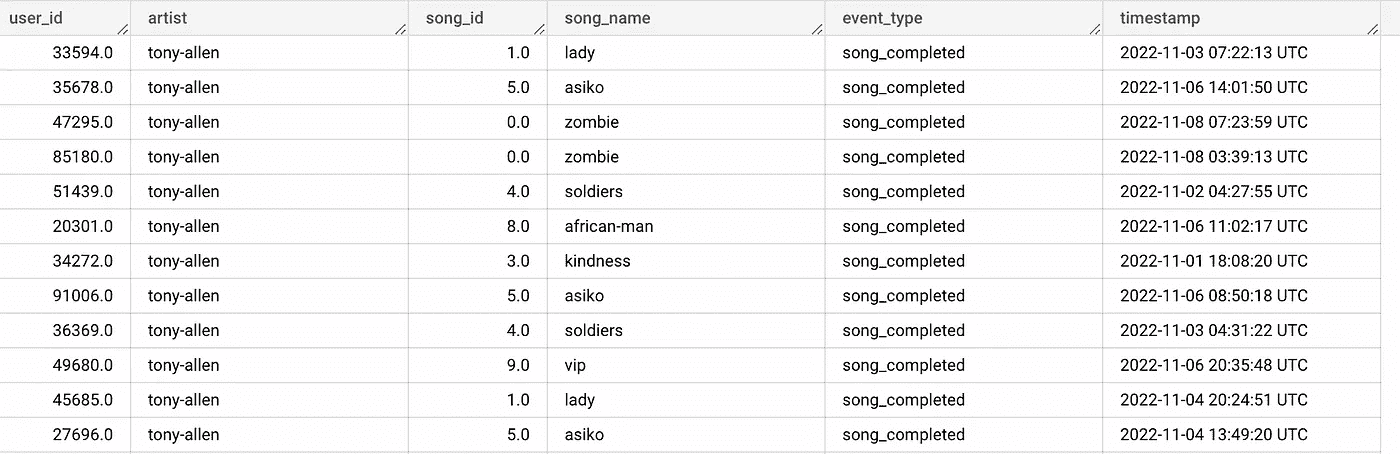 user_id artist song_id song_name event_type timestamp
33594.0 tony-allen 1.0 lady song_completed 2022-11-03 07:22:13 UTC
35678.0 tony-allen 5.0 asiko song_completed 2022-11-06 14:01:50 UTC
47295.0 tony-allen 0.0 zombie song_completed 2022-11-08 07:23:59 UTC
85180.0 tony-allen 0.0 zombie song_completed 2022-11-08 03:39:13 UTC
51439.0 tony-allen 4.0 soldiers song_completed 2022-11-02 04:27:55 UTC
20301.0 tony-allen 8.0 african-man song_completed 2022-11-06 11:02:17 UTC
34272.0 tony-allen 3.0 kindness song_completed 2022-11-01 18:08:20 UTC
91006.0 tony-allen 5.0 asiko song_completed 2022-11-06 08:50:18 UTC
36369.0 tony-allen 4.0 soldiers song_completed 2022-11-03 04:31:22 UTC
49680.0 tony-allen 9.0 vip song_completed 2022-11-06 20:35:48 UTC
45685.0 tony-allen 1.0 lady song_completed 2022-11-04 20:24:51 UTC
27696.0 tony-allen 5.0 asiko song_completed 2022-11-04 13:49:20 UTC